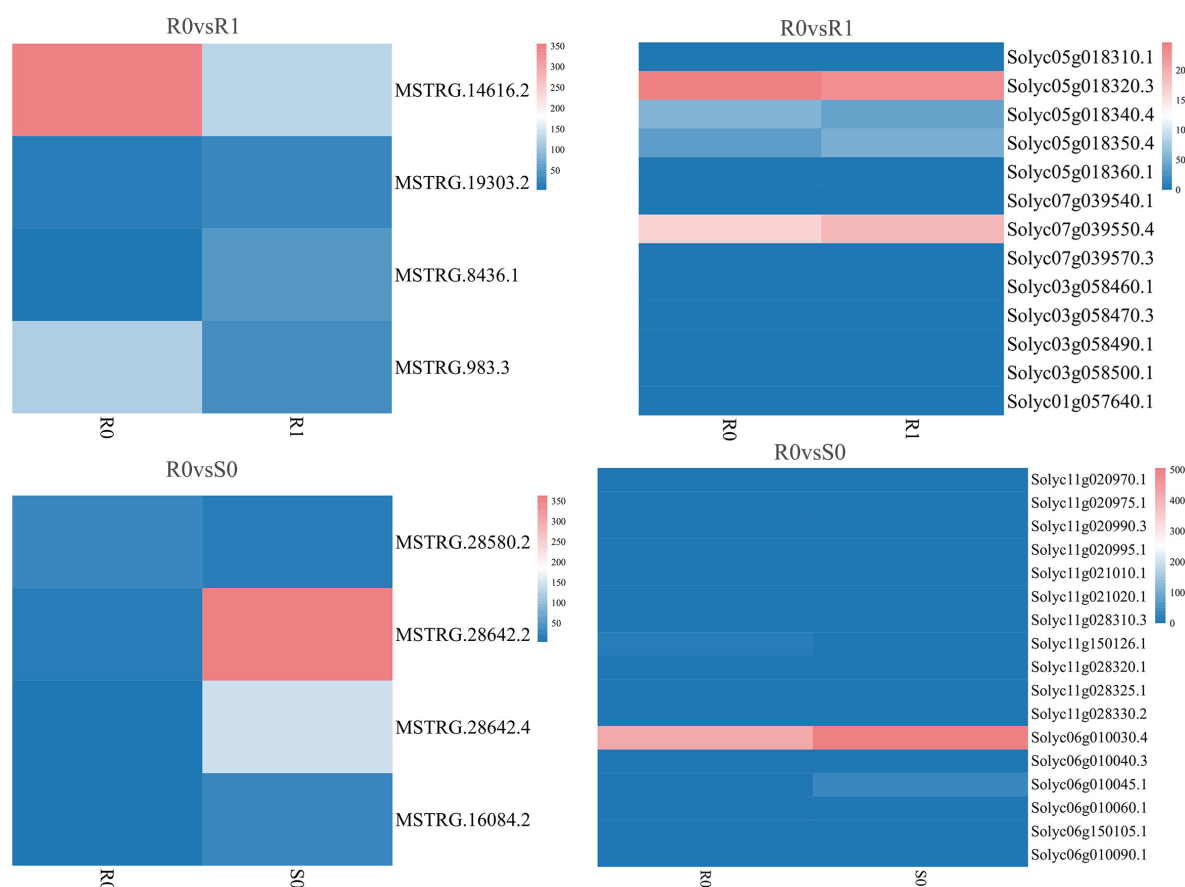 R0vsR1
350
300
250
200
150
100
50
MSTRG.14616.2
MSTRG.19303.2
MSTRG.8436.1
MSTRG.983.3
R0
R1
R0vsR1
Solyc05g018310.1
Solyc05g018320.3
Solyc05g018340.4
Solyc05g018350.4
Solyc05g018360.1
Solyc07g039540.1
Solyc07g039550.4
Solyc07g039570.3
Solyc03g058460.1
Solyc03g058470.3
Solyc03g058490.1
Solyc03g058500.1
Solyc01g057640.1
20
15
10
50
0
R0
R1
R0vsS0
350
300
250
200
150
100
50
MSTRG.28580.2
MSTRG.28642.2
MSTRG.28642.4
MSTRG.16084.2
R0
S0
R0vsS0
Solyc11g020970.1
Solyc11g020975.1
Solyc11g020990.3
Solyc11g020995.1
Solyc11g021010.1
Solyc11g021020.1
Solyc11g028310.3
Solyc11g150126.1
Solyc11g028320.1
Solyc11g028325.1
Solyc11g028330.2
Solyc06g010030.4
Solyc06g010040.3
Solyc06g010045.1
Solyc06g010060.1
Solyc06g150105.1
Solyc06g010090.1
500
400
300
200
100
0
R0
S0